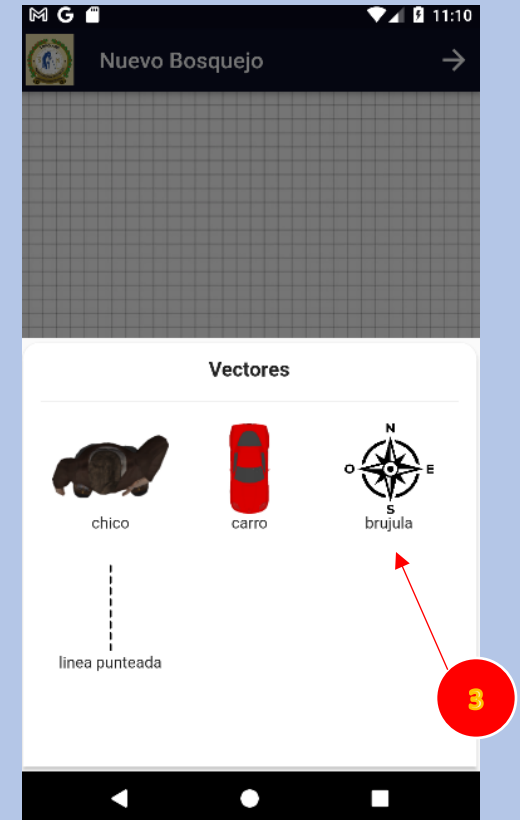 11:10
Nuevo Bosquejo
Vectores
N
O E
S
chico carro brujula
linea punteada
3